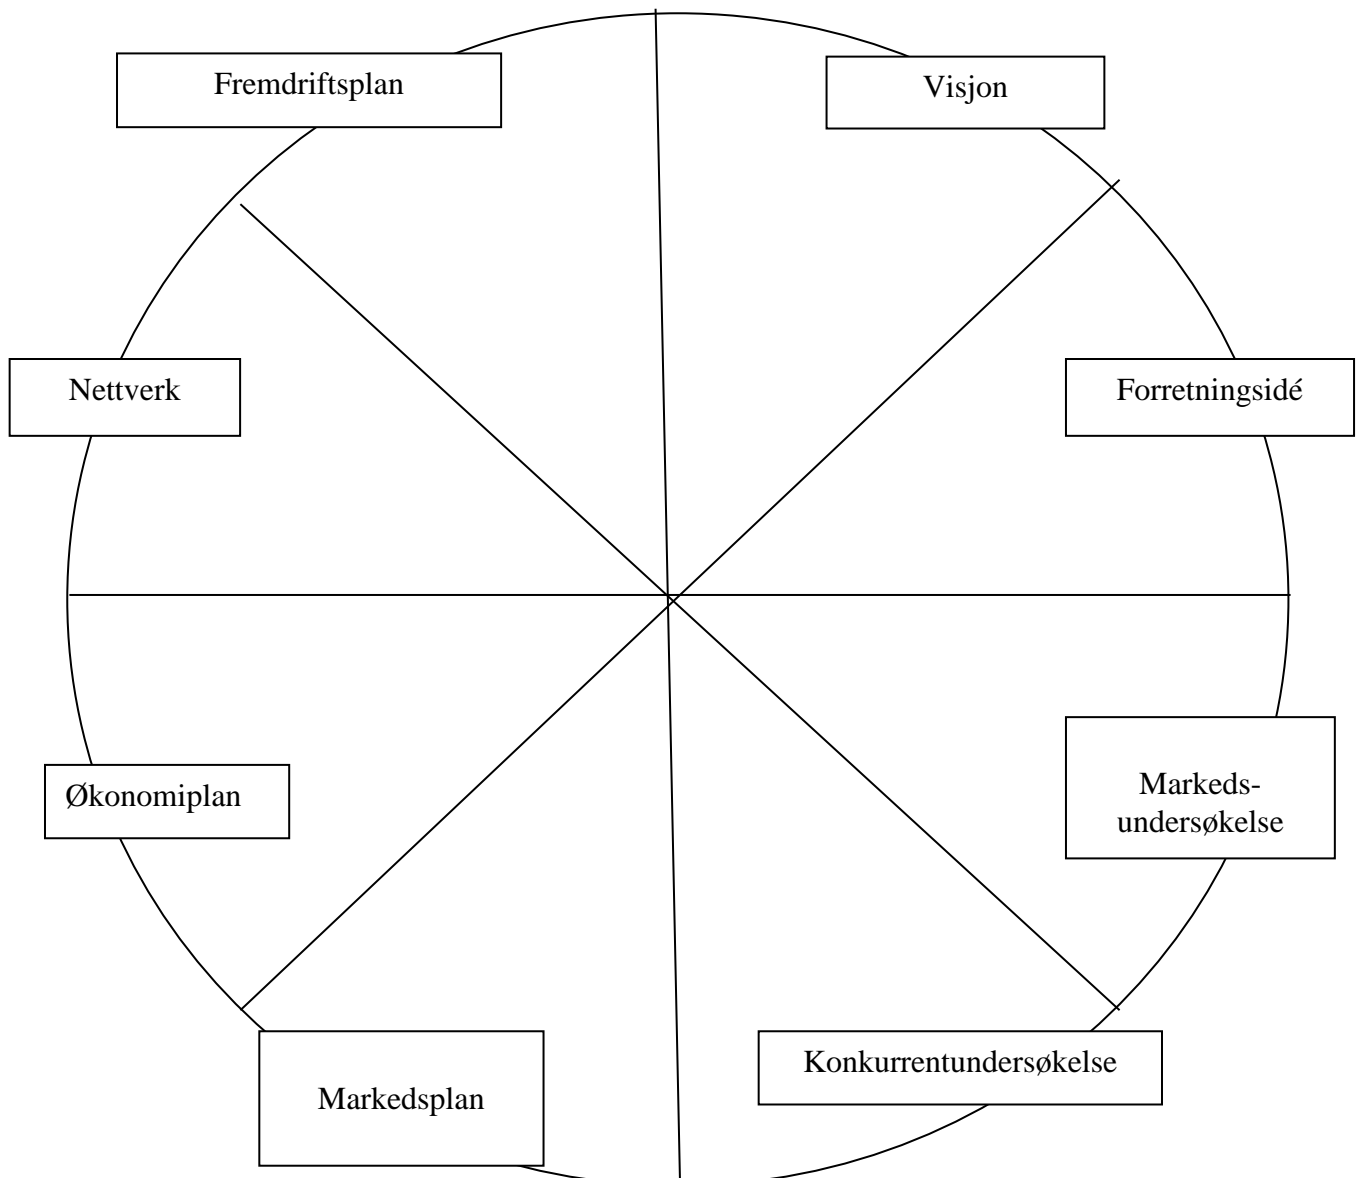 Fremdriftsplan
Visjon
Nettverk
Forretningsidé
Markeds-
undersøkelse
Økonomiplan
Konkurrentundersøkelse
Markedsplan